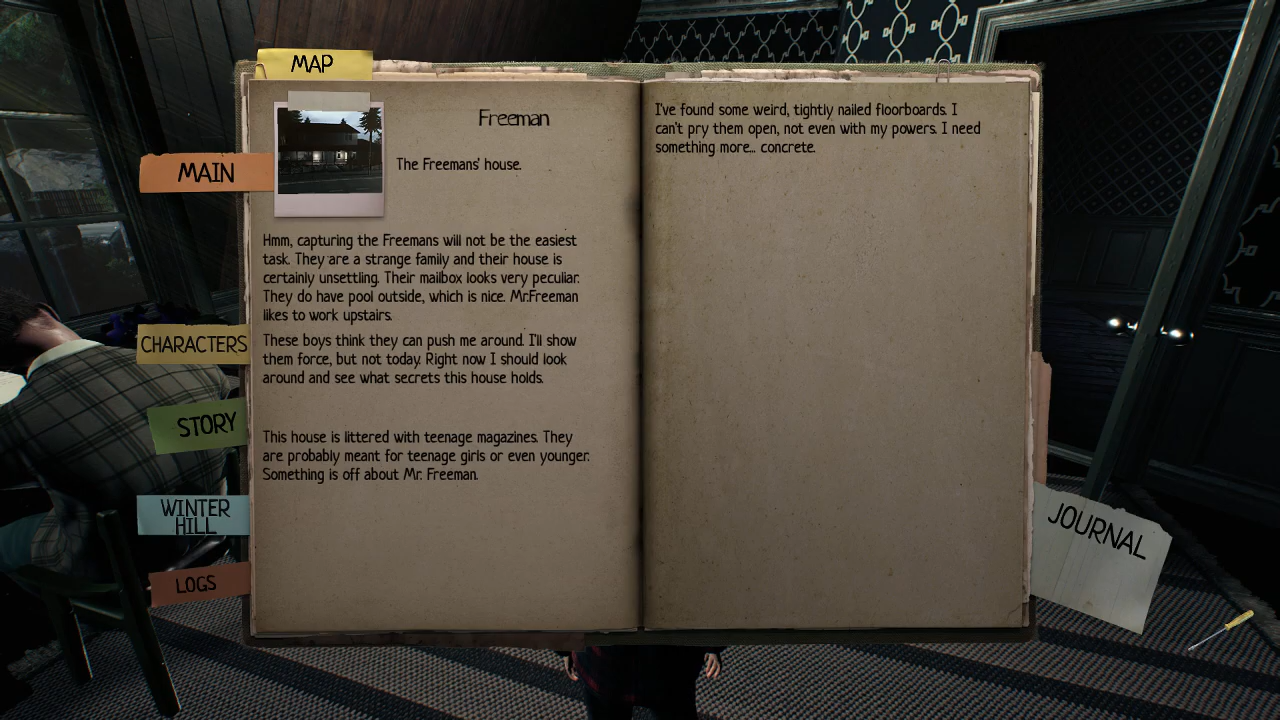 MAP
MAIN
CHARACTERS
STORY
WINTER
HILL
LOGS
Freeman
The Freemans' house.
Hmm, capturing the Freemans will not be the easiest
task. They are a strange family and their house is
certainly unsettling. Their mailbox looks very peculiar.
They do have pool outside, which is nice. Mr.Freeman
likes to work upstairs.
These boys think they can push me around. I'll show
them force, but not today. Right now I should look
around and see what secrets this house holds.
This house is littered with teenage magazines. They
are probably meant for teenage girls or even younger.
Something is off about Mr. Freeman.
I've found some weird, tightly nailed floorboards. I
can't pry them open, not even with my powers. I need
something more... concrete.
JOURNAL